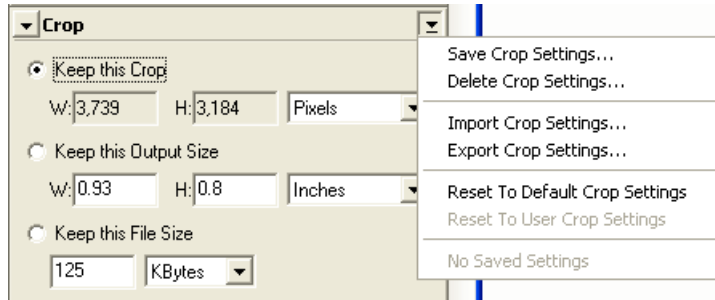 Crop
Keep this Crop
W: 3,739 H: 3,184 Pixels
Keep this Output Size
W: 0.93 H: 0.8 Inches
Keep this File Size
125 KBytes
Save Crop Settings...
Delete Crop Settings...
Import Crop Settings...
Export Crop Settings...
Reset To Default Crop Settings
Reset To User Crop Settings
No Saved Settings